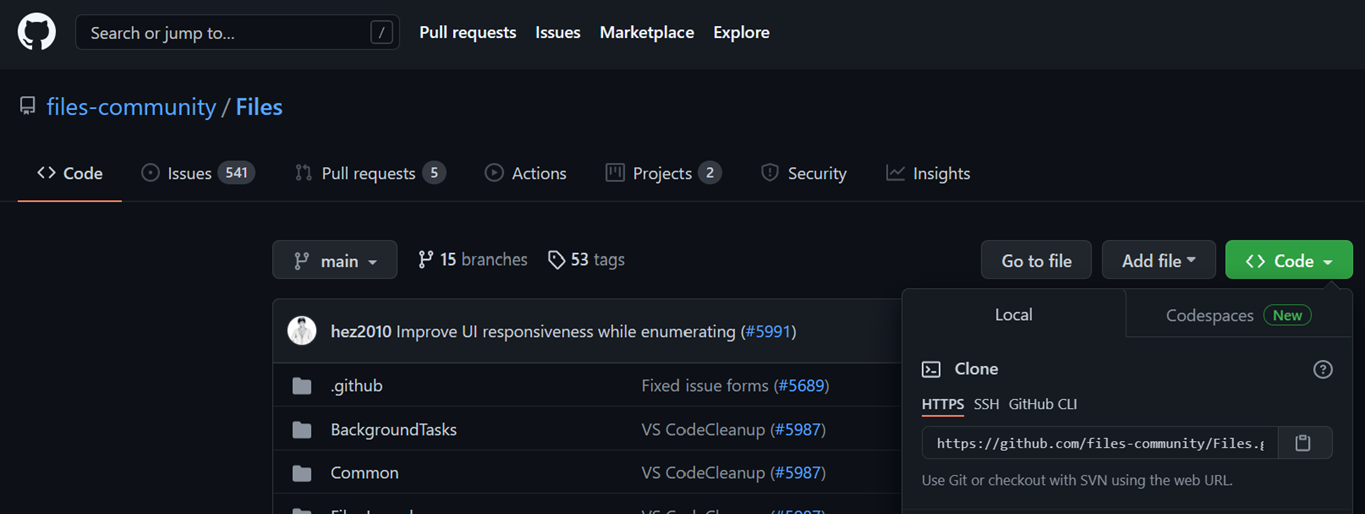 Search or jump to... /
Pull requests Issues Marketplace Explore
files-community / Files
Code Issues 541 Pull requests 5 Actions Projects 2 Security Insights
main 15 branches 53 tags Go to file Add file Code
hez2010 Improve UI responsiveness while enumerating (#5991)
.github Fixed issue forms (#5689)
BackgroundTasks VS CodeCleanup (#5987)
Common VS CodeCleanup (#5987)
Local Codespaces New
Clone
HTTPS SSH GitHub CLI
https://github.com/files-community/Files.g
Use Git or checkout with SVN using the web URL.